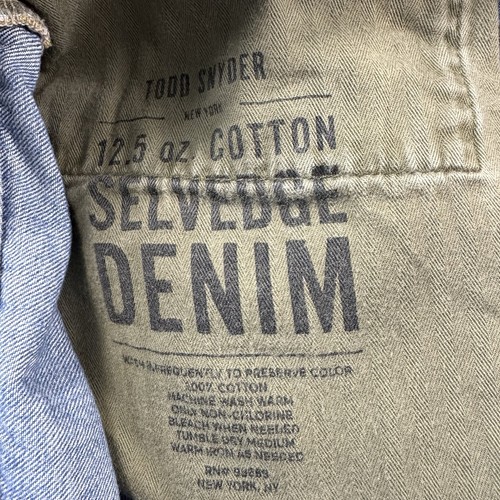 TODD SNYDER
NEW YORK
12.5 oz. COTTON
SELVEDGE
DENIM
WASH INFREQUENTLY TO PRESERVE COLOR
100% COTTON
MACHINE WASH WARM
ONLY NON-CHLORINE
BLEACH WHEN NEEDED
TUMBLE DRY MEDIUM
WARM IRON AS NEEDED
RN#
NEW YORK, NY